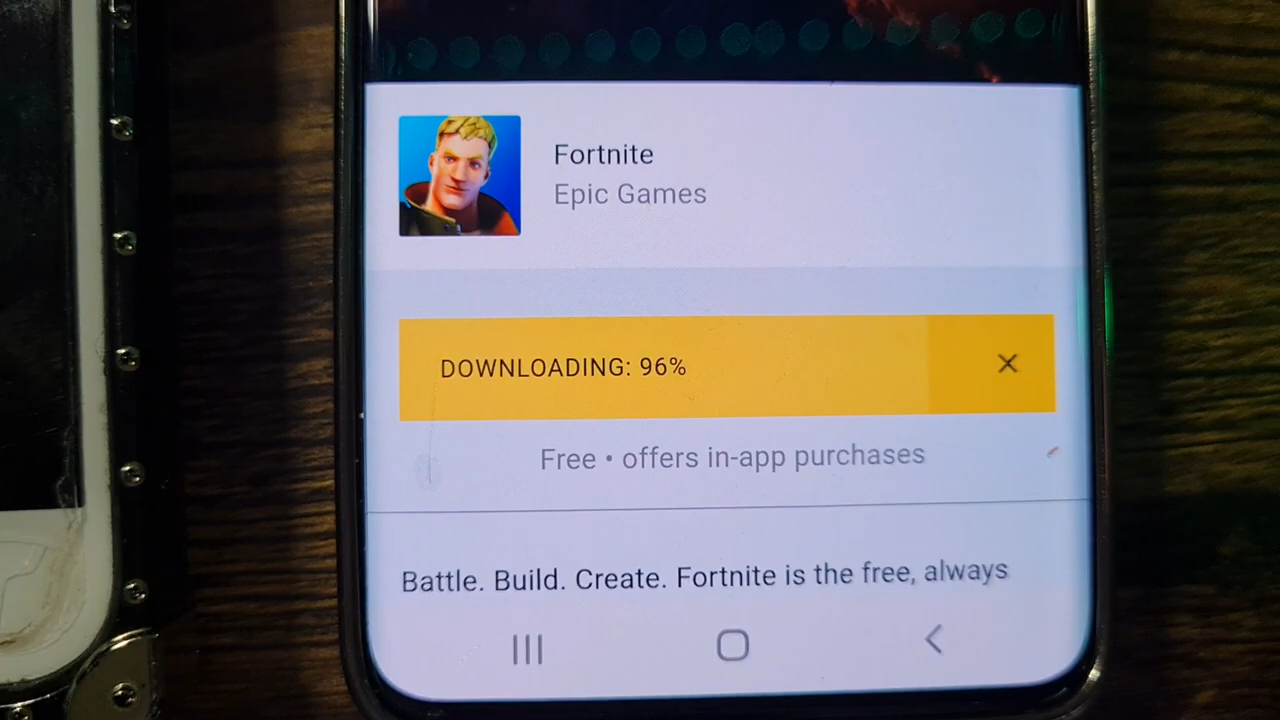 Fortnite
Epic Games
DOWNLOADING: 96%
Free • offers in-app purchases
Battle. Build. Create. Fortnite is the free, always